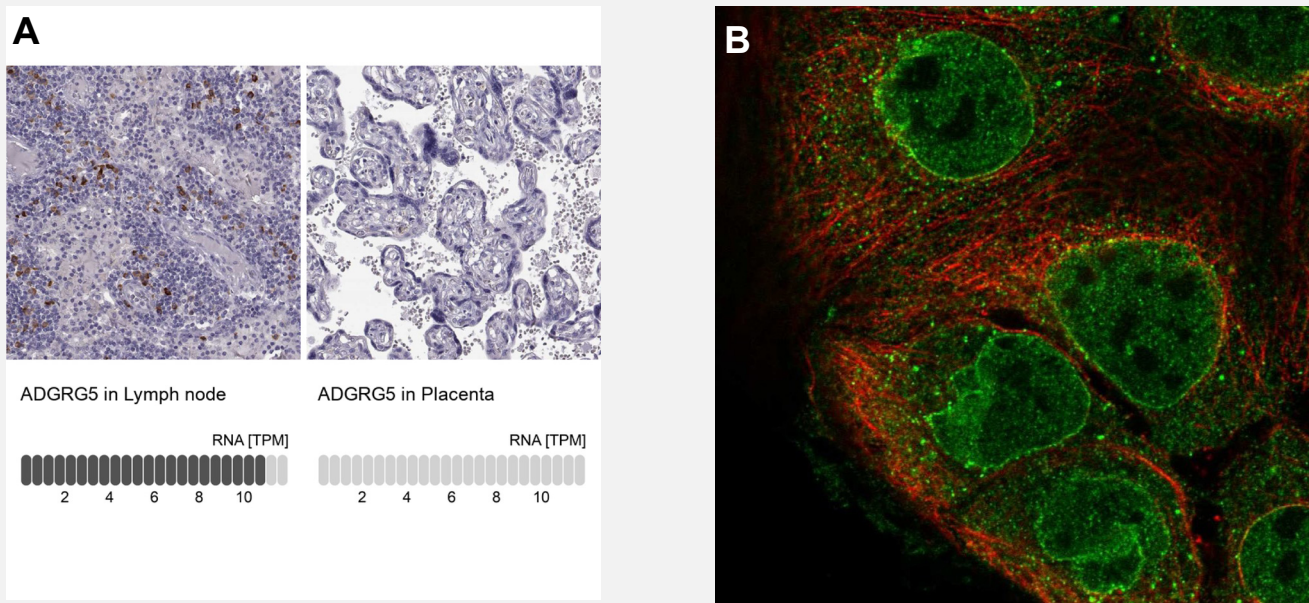 A
B
ADGRG5 in Lymph node
ADGRG5 in Placenta
RNA [TPM]
RNA [TPM]
2 4 6 8 10
2 4 6 8 10